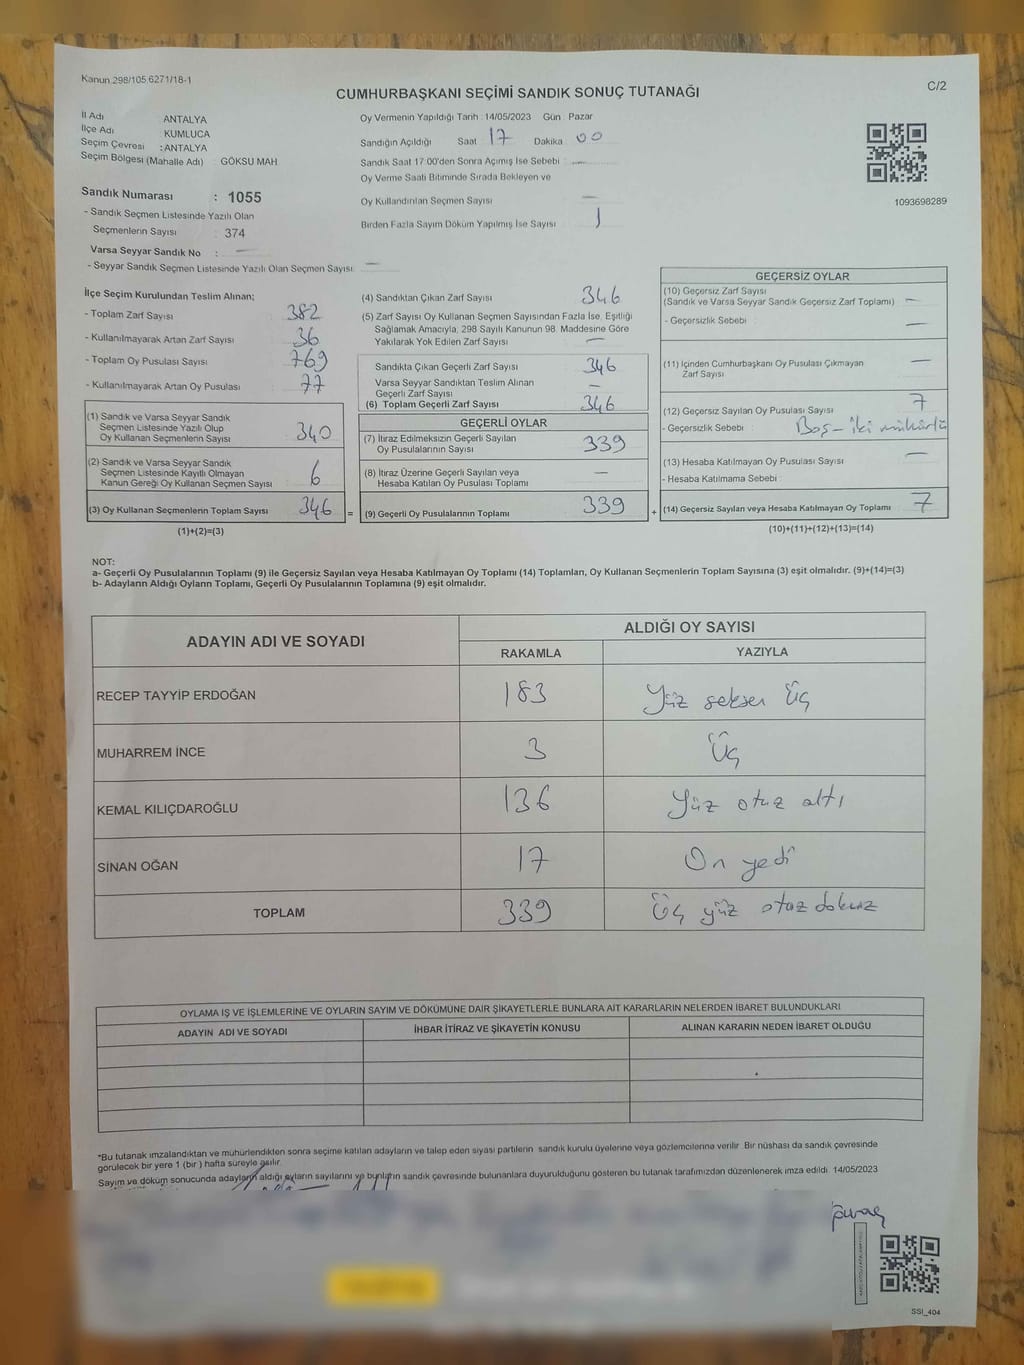 Kanun 298/105,6271/18-1
C/2
CUMHURBAŞKANI SEÇİMİ SANDIK SONUÇ TUTANAĞI
İl Adı ANTALYA
İlçe Adı KUMLUCA
Seçim Çevresi : ANTALYA
Seçim Bölgesi (Mahalle Adı) GÖKSU MAH
Sandık Numarası : 1055
- Sandık Seçmen Listesinde Yazılı Olan
Seçmenlerin Sayısı : 374
Varsa Seyyar Sandık No : —
- Seyyar Sandık Seçmen Listesinde Yazılı Olan Seçmen Sayısı —
Oy Vermenin Yapıldığı Tarih : 14/05/2023 Gün Pazar
Sandığın Açıldığı Saat 17 Dakika 00
Sandık Saat 17 00'den Sonra Açımış İse Sebebi : —
Oy Verme Saati Bitiminde Sırada Bekleyen ve
Oy Kullandırılan Seçmen Sayısı —
Birden Fazla Sayım Döküm Yapılmış İse Sayısı 1
1093698289
İlçe Seçim Kurulundan Teslim Alınan;
- Toplam Zarf Sayısı 382
- Kullanılmayarak Artan Zarf Sayısı 36
- Toplam Oy Pusulası Sayısı 769
- Kullanılmayarak Artan Oy Pusulası 77
(1) Sandık ve Varsa Seyyar Sandık
Seçmen Listesinde Yazılı Olup
Oy Kullanan Seçmenlerin Sayısı 340
(2) Sandık ve Varsa Seyyar Sandık
Seçmen Listesinde Kayıtlı Olmayan
Kanun Gereği Oy Kullanan Seçmen Sayısı 6
(3) Oy Kullanan Seçmenlerin Toplam Sayısı 346 =
(1)+(2)=(3)
(4) Sandıktan Çıkan Zarf Sayısı 346
(5) Zarf Sayısı Oy Kullanan Seçmen Sayısından Fazla İse, Eşitliği
Sağlamak Amacıyla, 298 Sayılı Kanunun 98. Maddesine Göre
Yakılarak Yok Edilen Zarf Sayısı —
Sandıkta Çıkan Geçerli Zarf Sayısı 346
Varsa Seyyar Sandıktan Teslim Alınan
Geçerli Zarf Sayısı —
(6) Toplam Geçerli Zarf Sayısı 346
GEÇERLİ OYLAR
(7) İtiraz Edilmeksizin Geçerli Sayılan
Oy Pusulalarının Sayısı 339
(8) İtiraz Üzerine Geçerli Sayılan veya
Hesaba Katılan Oy Pusulası Toplamı —
(9) Geçerli Oy Pusulalarının Toplamı 339 +
GEÇERSİZ OYLAR
(10) Geçersiz Zarf Sayısı
(Sandık ve Varsa Seyyar Sandık Geçersiz Zarf Toplamı) —
- Geçersizlik Sebebi : —
(11) İçinden Cumhurbaşkanı Oy Pusulası Çıkmayan
Zarf Sayısı —
(12) Geçersiz Sayılan Oy Pusulası Sayısı 7
- Geçersizlik Sebebi : Boş - iki mühürlü
(13) Hesaba Katılmayan Oy Pusulası Sayısı —
- Hesaba Katılmama Sebebi :
(14) Geçersiz Sayılan veya Hesaba Katılmayan Oy Toplamı 7
(10)+(11)+(12)+(13)=(14)
NOT:
a- Geçerli Oy Pusulalarının Toplamı (9) ile Geçersiz Sayılan veya Hesaba Katılmayan Oy Toplamı (14) Toplamları, Oy Kullanan Seçmenlerin Toplam Sayısına (3) eşit olmalıdır. (9)+(14)=(3)
b- Adayların Aldığı Oyların Toplamı, Geçerli Oy Pusulalarının Toplamına (9) eşit olmalıdır.
ADAYIN ADI VE SOYADI ALDIĞI OY SAYISI
RAKAMLA YAZIYLA
RECEP TAYYİP ERDOĞAN 183 Yüz seksen Üç
MUHARREM İNCE 3 Üç
KEMAL KILIÇDAROĞLU 136 Yüz otuz altı
SİNAN OĞAN 17 On yedi
TOPLAM 339 Üç yüz otuz dokuz
OYLAMA İŞ VE İŞLEMLERİNE VE OYLARIN SAYIM VE DÖKÜMÜNE DAİR ŞİKAYETLERLE BUNLARA AİT KARARLARIN NELERDEN İBARET BULUNDUKLARI
ADAYIN ADI VE SOYADI İHBAR İTİRAZ VE ŞİKAYETİN KONUSU ALINAN KARARIN NEDEN İBARET OLDUĞU
*Bu tutanak imzalandıktan ve mühürlendikten sonra seçime katılan adayların ve talep eden siyasi partilerin sandık kurulu üyelerine veya gözlemcilerine verilir. Bir nüshası da sandık çevresinde
görülecek bir yere 1 (bir ) hafta süreyle asılır.
Sayım ve döküm sonucunda adayların aldığı oyların sayılarını ve bunların sandık çevresinde bulunanlara duyurulduğunu gösteren bu tutanak tarafımızdan düzenlenerek imza edildi. 14/05/2023
SSI_404